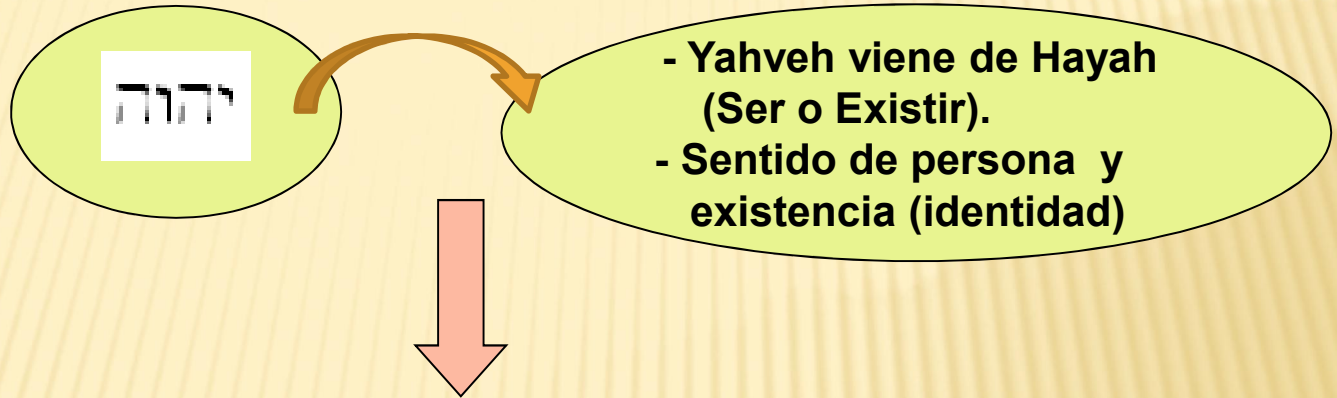 יהוה
- Yahveh viene de Hayah
(Ser o Existir).
- Sentido de persona y
existencia (identidad)